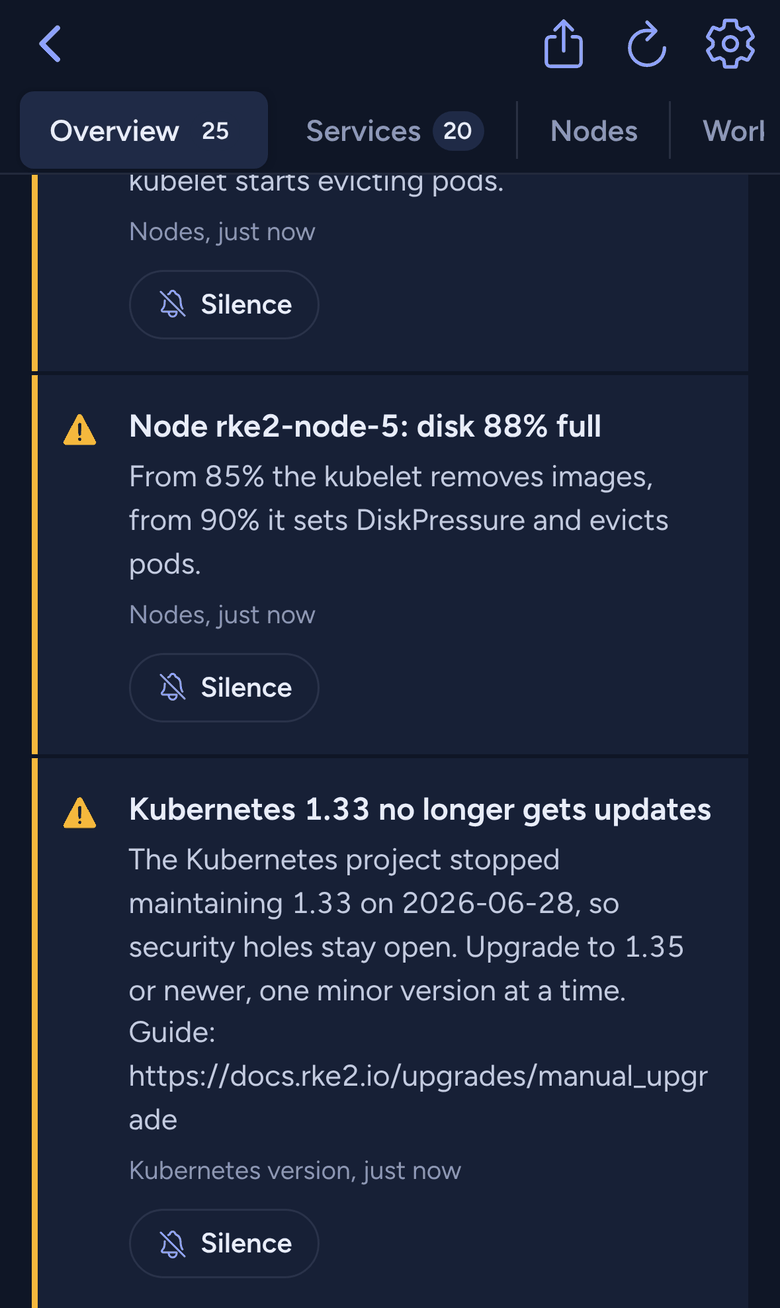 Overview 25 Services 20 Nodes Worl
kubelet starts evicting pods.
Nodes, just now
Silence
Node rke2-node-5: disk 88% full
From 85% the kubelet removes images,
from 90% it sets DiskPressure and evicts
pods.
Nodes, just now
Silence
Kubernetes 1.33 no longer gets updates
The Kubernetes project stopped
maintaining 1.33 on 2026-06-28, so
security holes stay open. Upgrade to 1.35
or newer, one minor version at a time.
Guide:
https://docs.rke2.io/upgrades/manual_upgr
ade
Kubernetes version, just now
Silence